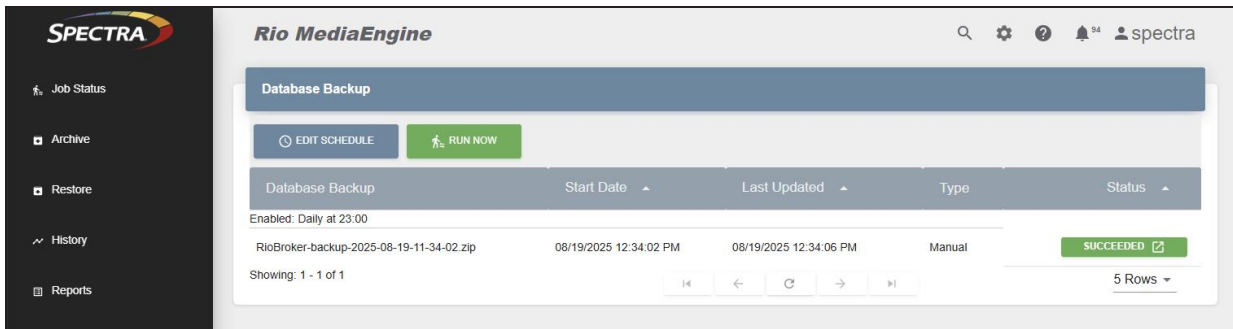 SPECTRA
Rio MediaEngine
94
spectra
Job Status
Archive
Restore
History
Reports
Database Backup
EDIT SCHEDULE
RUN NOW
Database Backup Start Date Last Updated Type Status
Enabled: Daily at 23:00
RioBroker-backup-2025-08-19-11-34-02.zip 08/19/2025 12:34:02 PM 08/19/2025 12:34:06 PM Manual SUCCEEDED
Showing: 1 - 1 of 1
5 Rows